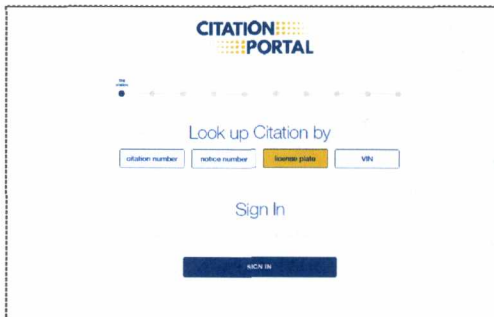 CITATION
PORTAL
Look up Citation by
citation number notice number license plate VIN
Sign In
SIGN IN